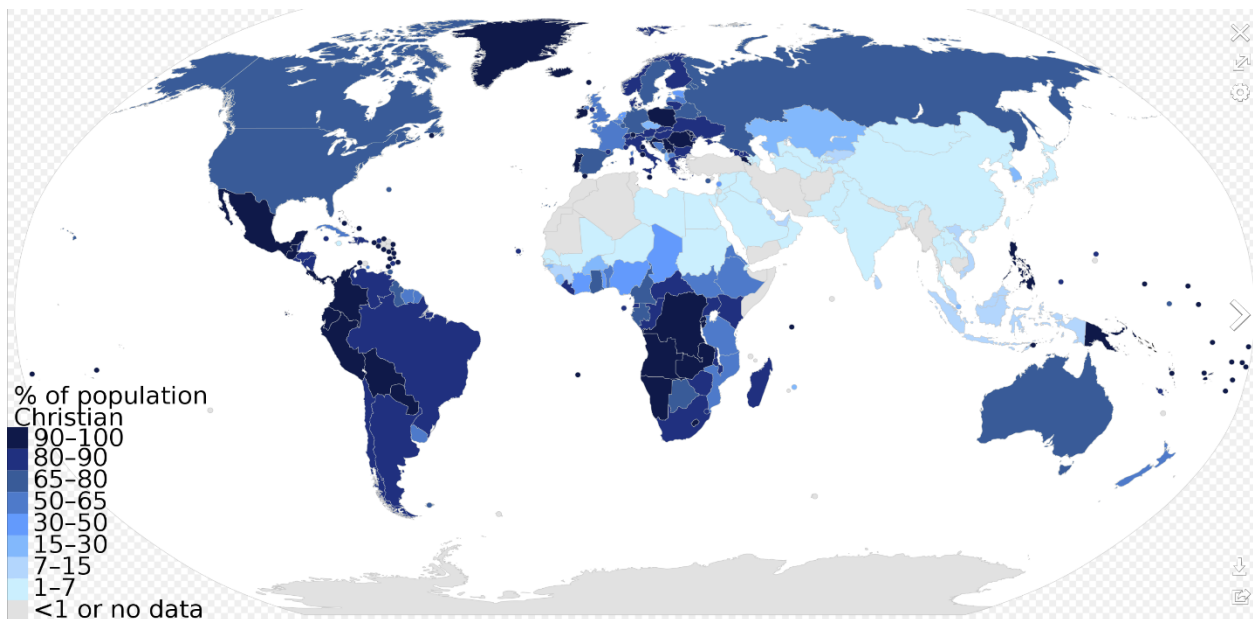 % of population
Christian
90–100
80–90
65–80
50–65
30–50
15–30
7–15
1–7
<1 or no data